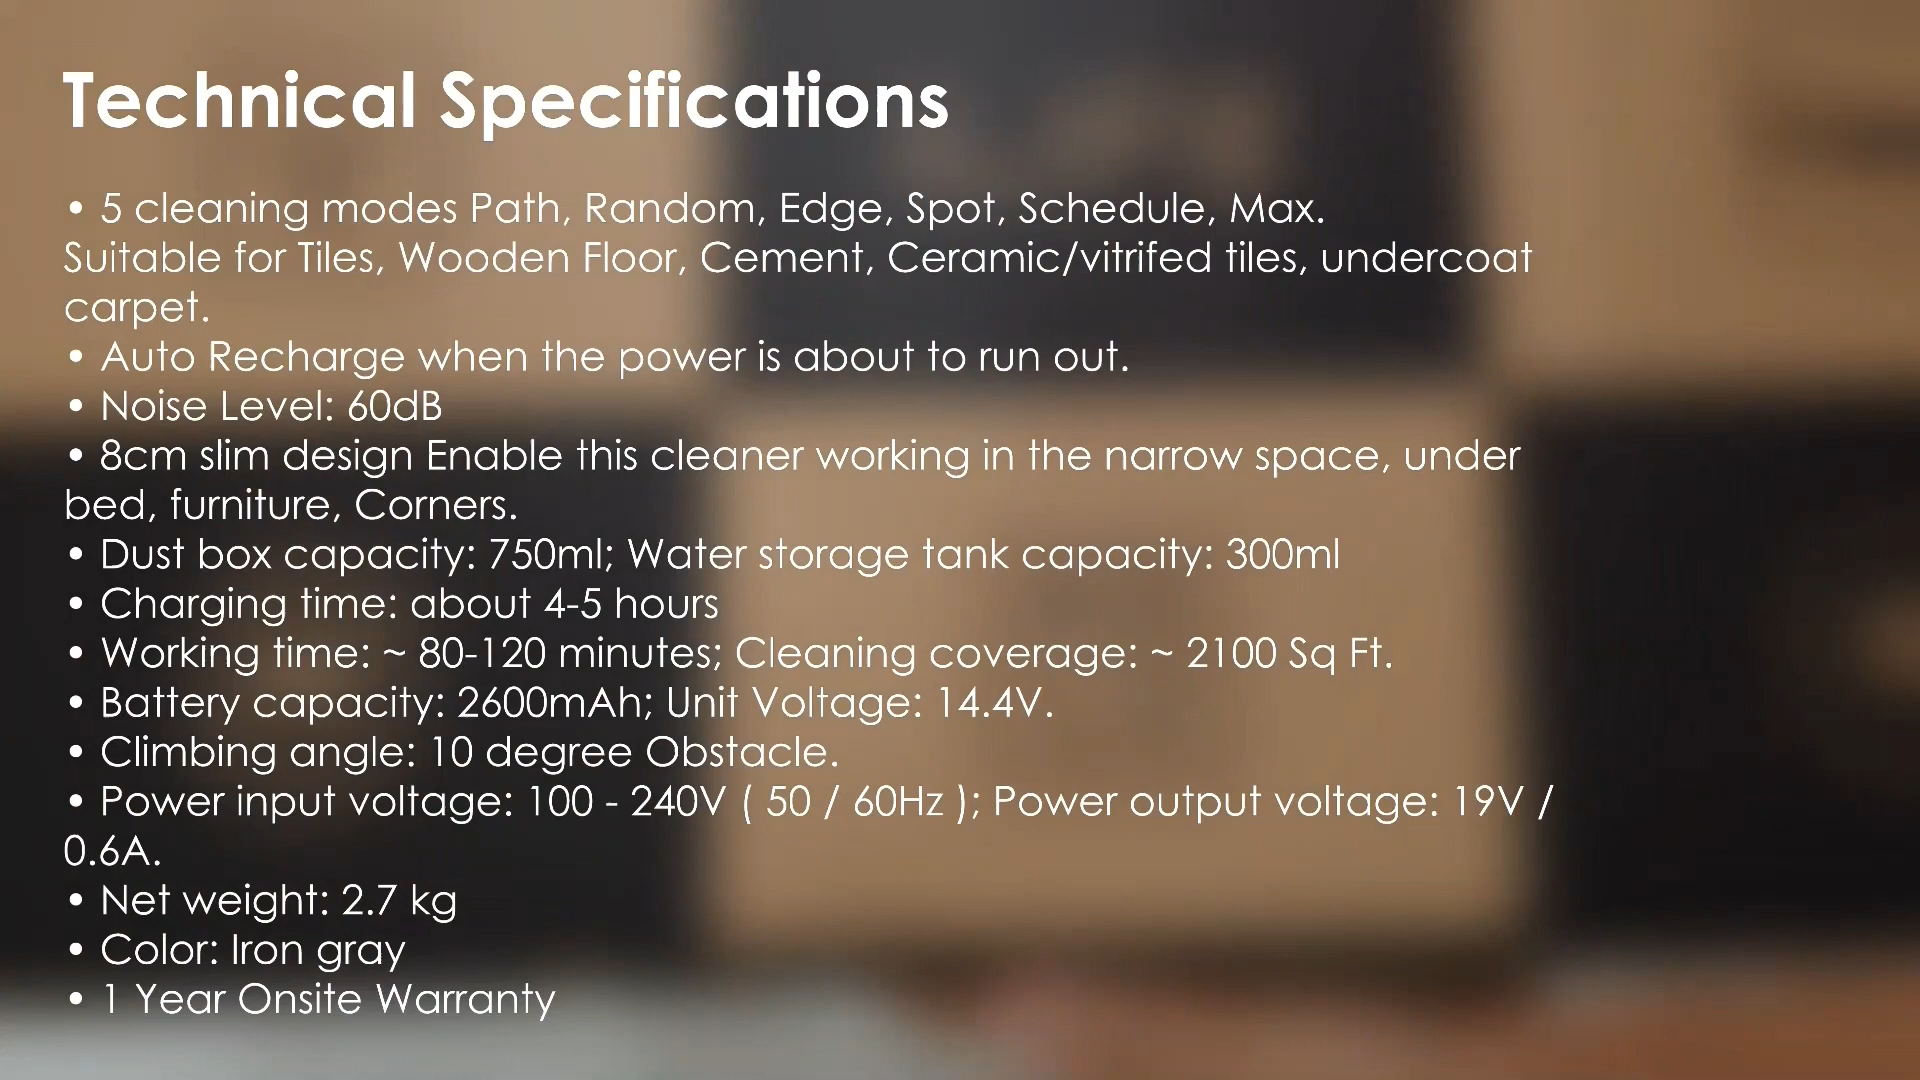 Technical Specifications
• 5 cleaning modes Path, Random, Edge, Spot, Schedule, Max.
Suitable for Tiles, Wooden Floor, Cement, Ceramic/vitrifed tiles, undercoat
carpet.
• Auto Recharge when the power is about to run out.
• Noise Level: 60dB
• 8cm slim design Enable this cleaner working in the narrow space, under
bed, furniture, Corners.
• Dust box capacity: 750ml; Water storage tank capacity: 300ml
• Charging time: about 4-5 hours
• Working time: ~ 80-120 minutes; Cleaning coverage: ~ 2100 Sq Ft.
• Battery capacity: 2600mAh; Unit Voltage: 14.4V.
• Climbing angle: 10 degree Obstacle.
• Power input voltage: 100 - 240V ( 50 / 60Hz ); Power output voltage: 19V /
0.6A.
• Net weight: 2.7 kg
• Color: Iron gray
• 1 Year Onsite Warranty